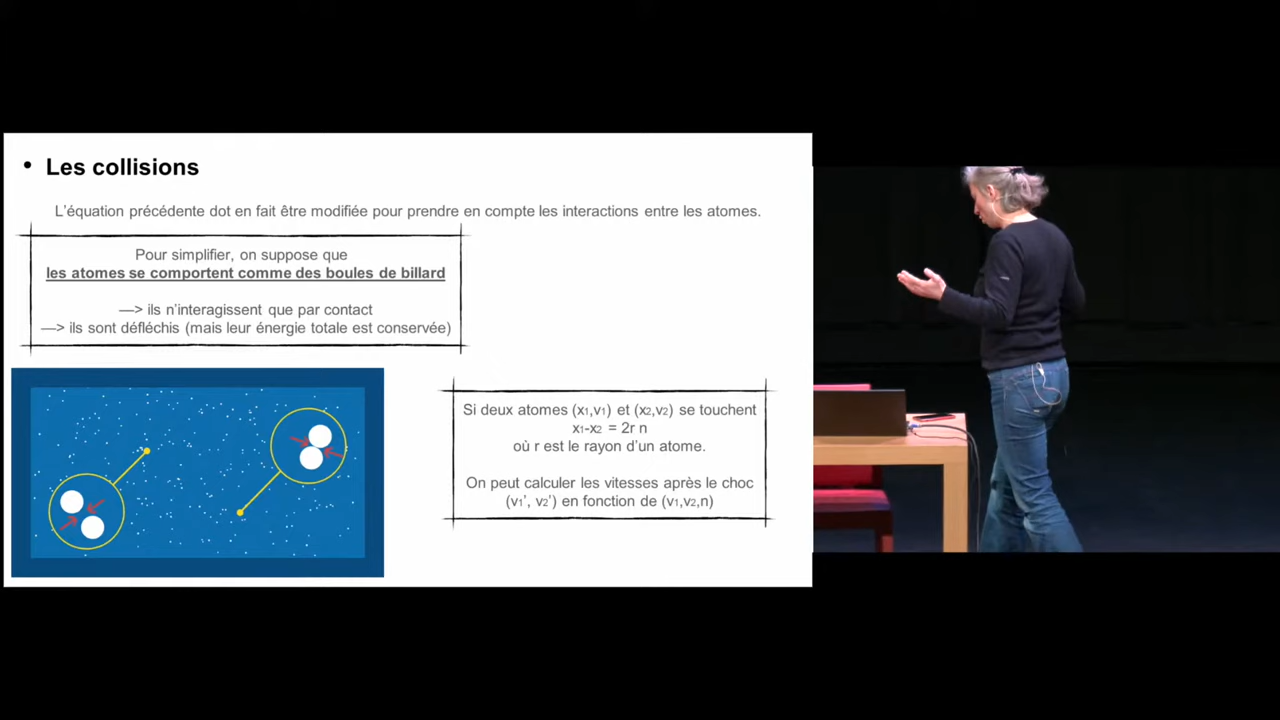 • Les collisions
L'équation précédente dot en fait être modifiée pour prendre en compte les interactions entre les atomes.
Pour simplifier, on suppose que
les atomes se comportent comme des boules de billard
—> ils n'interagissent que par contact
—> ils sont défléchis (mais leur énergie totale est conservée)
Si deux atomes (x1,v1) et (x2,v2) se touchent
x1-x2 = 2r n
où r est le rayon d'un atome.
On peut calculer les vitesses après le choc
(v1', v2') en fonction de (v1,v2,n)